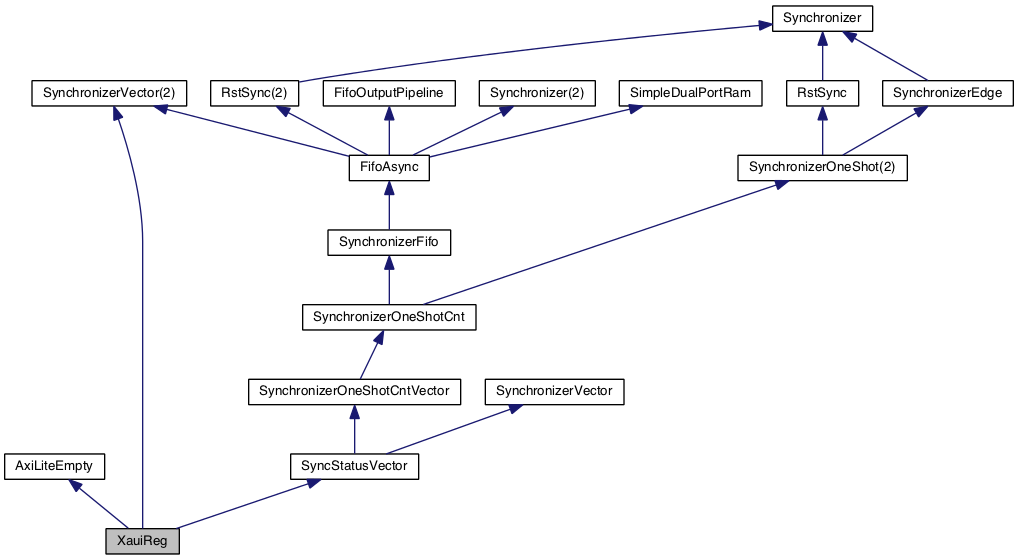 Synchronizer
SynchronizerVector(2)
RstSync(2)
FifoOutputPipeline
Synchronizer(2)
SimpleDualPortRam
RstSync
SynchronizerEdge
FifoAsync
SynchronizerOneShot(2)
SynchronizerFifo
SynchronizerOneShotCnt
SynchronizerOneShotCntVector
SynchronizerVector
AxiLiteEmpty
SyncStatusVector
XauiReg